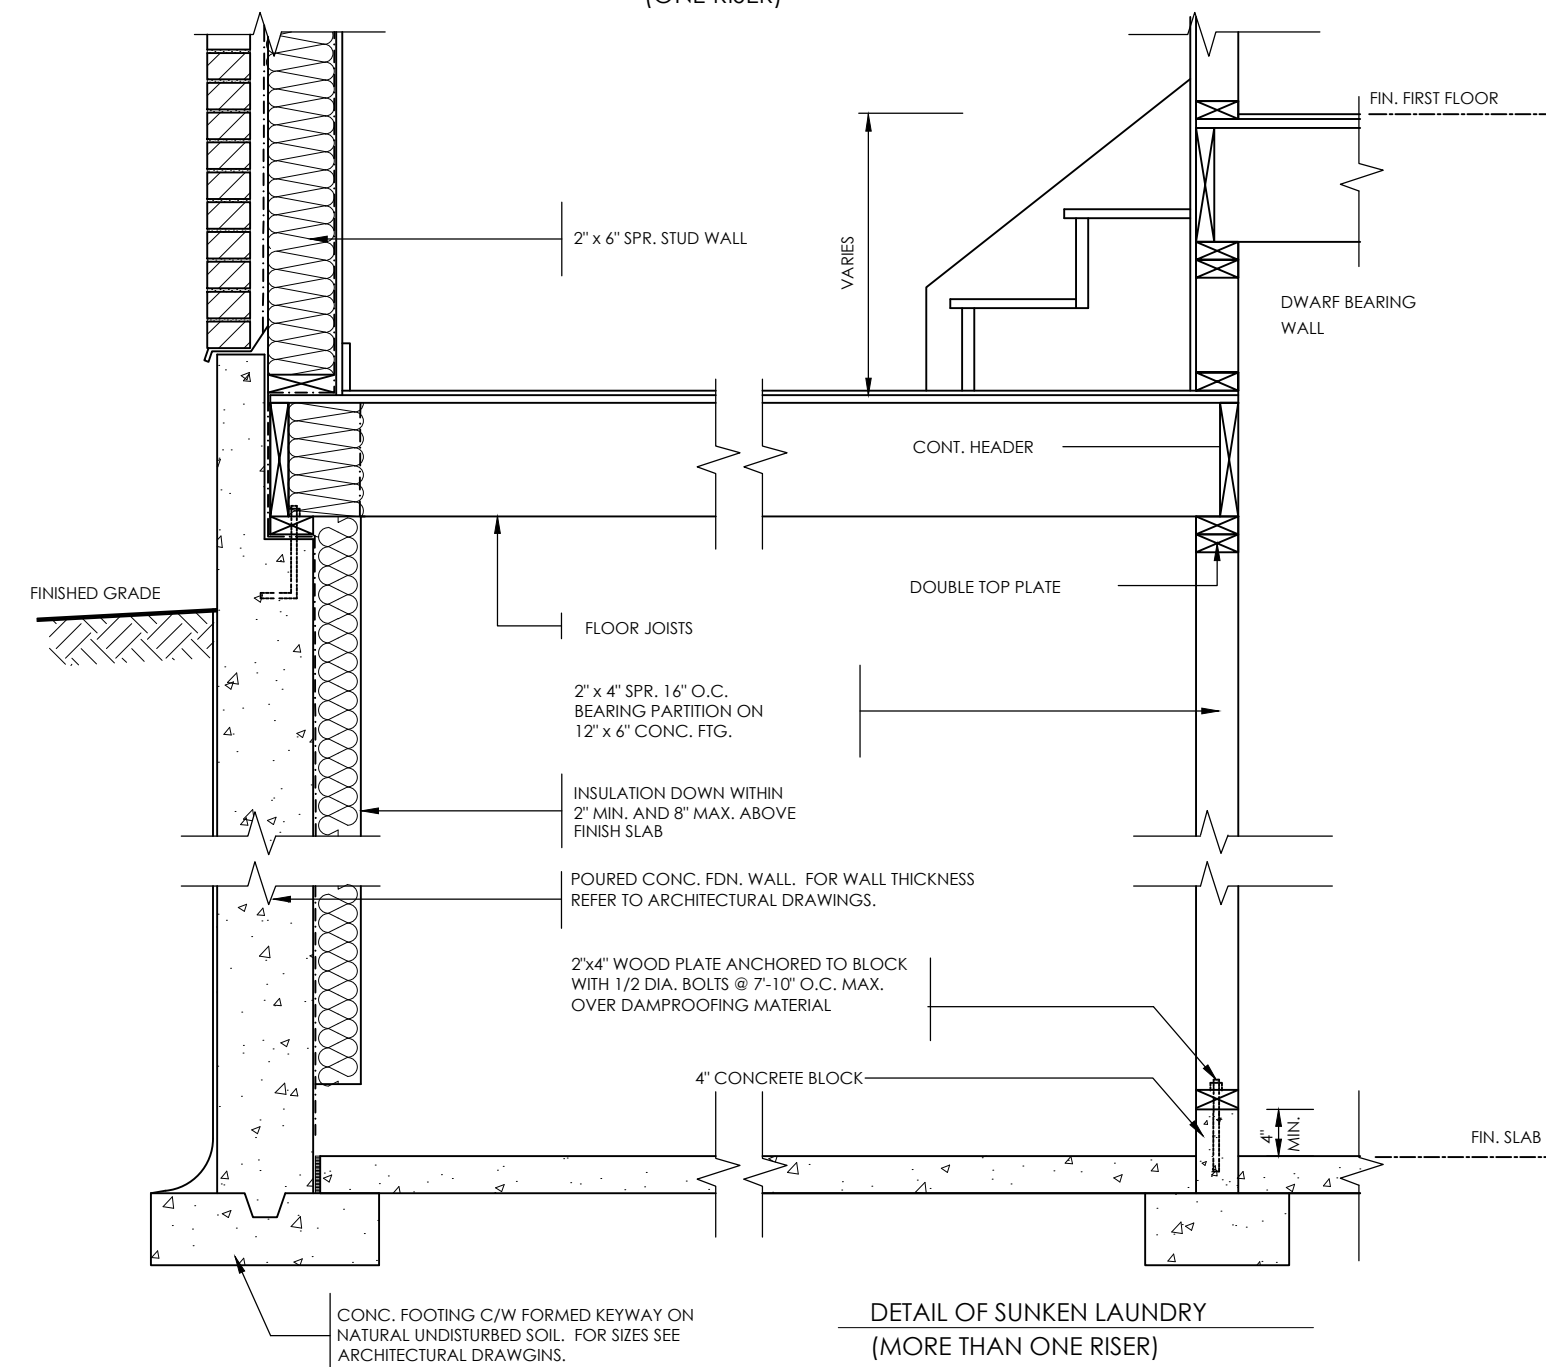 (ONE RISER)
FIN. FIRST FLOOR
2" x 6" SPR. STUD WALL
VARIES
DWARF BEARING
WALL
CONT. HEADER
DOUBLE TOP PLATE
FINISHED GRADE
FLOOR JOISTS
2" x 4" SPR. 16" O.C.
BEARING PARTITION ON
12" x 6" CONC. FTG.
INSULATION DOWN WITHIN
2" MIN. AND 8" MAX. ABOVE
FINISH SLAB
POURED CONC. FDN. WALL. FOR WALL THICKNESS
REFER TO ARCHITECTURAL DRAWINGS.
2"x4" WOOD PLATE ANCHORED TO BLOCK
WITH 1/2 DIA. BOLTS @ 7'-10" O.C. MAX.
OVER DAMPROOFING MATERIAL
4" CONCRETE BLOCK
4"
MIN.
FIN. SLAB
CONC. FOOTING C/W FORMED KEYWAY ON
NATURAL UNDISTURBED SOIL. FOR SIZES SEE
ARCHITECTURAL DRAWGINS.
DETAIL OF SUNKEN LAUNDRY
(MORE THAN ONE RISER)